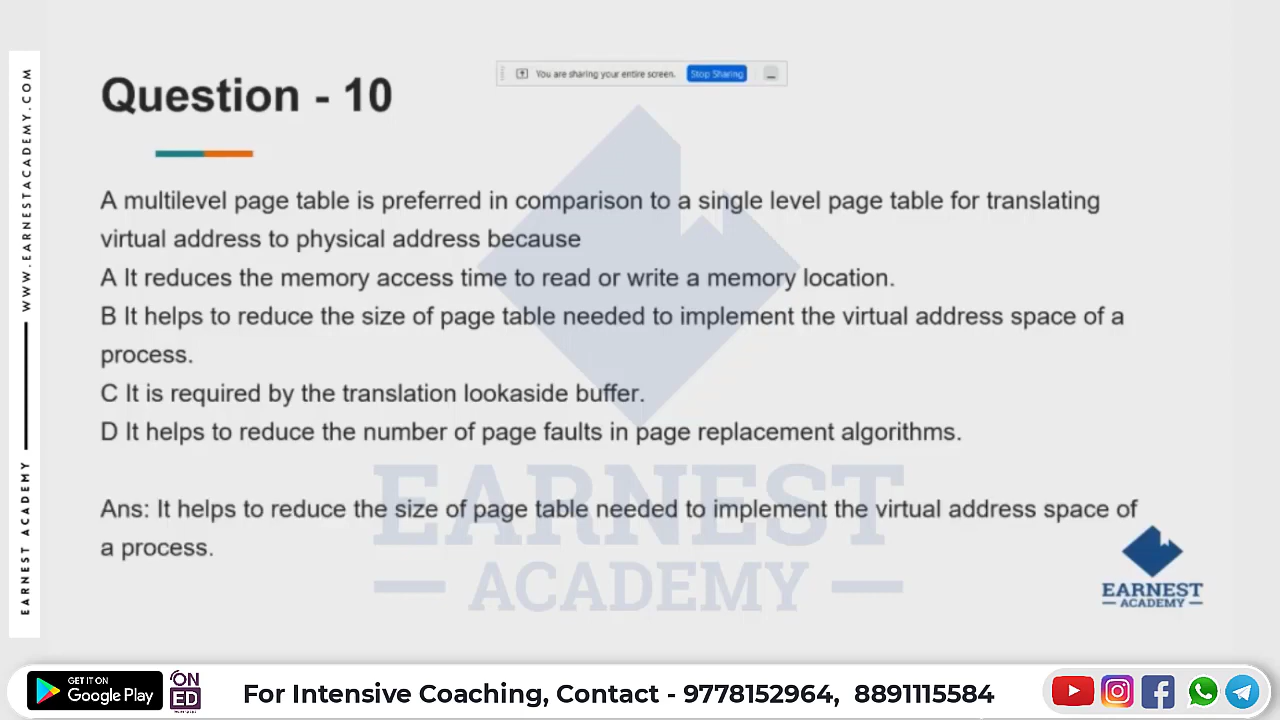 Question - 10
You are sharing your entire screen. Stop Sharing
A multilevel page table is preferred in comparison to a single level page table for translating
virtual address to physical address because
A It reduces the memory access time to read or write a memory location.
B It helps to reduce the size of page table needed to implement the virtual address space of a
process.
C It is required by the translation lookaside buffer.
D It helps to reduce the number of page faults in page replacement algorithms.
Ans: It helps to reduce the size of page table needed to implement the virtual address space of
a process.
EARNEST
ACADEMY
EARNEST
ACADEMY
EARNEST ACADEMY
WWW.EARNESTACADEMY.COM
GET IT ON
Google Play
ON
ED
For Intensive Coaching, Contact - 9778152964, 8891115584